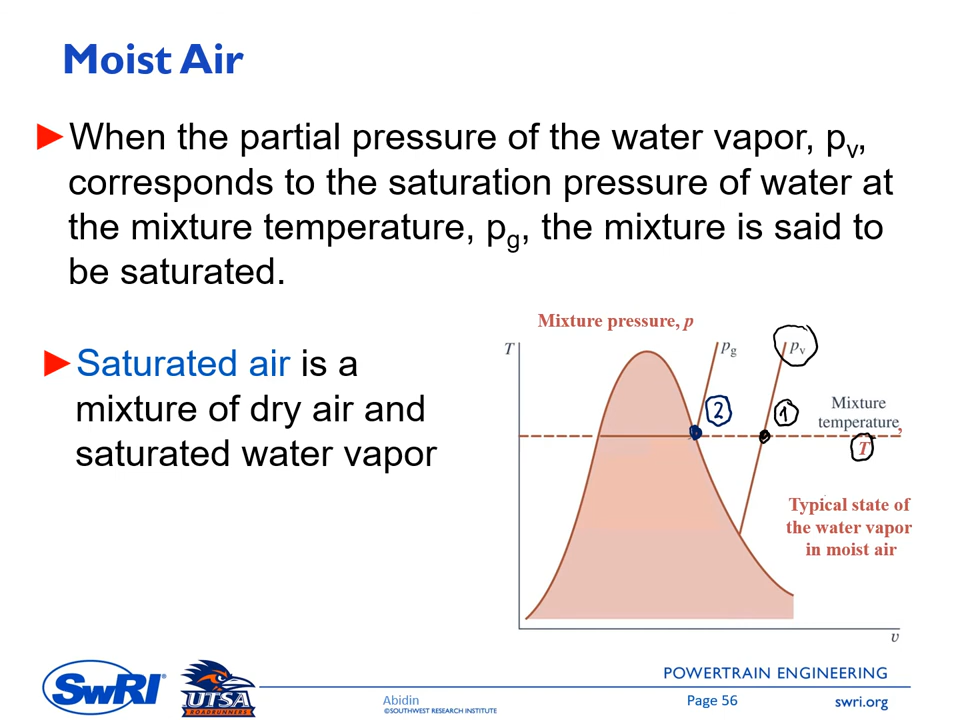 Moist Air
►When the partial pressure of the water vapor, pv,
corresponds to the saturation pressure of water at
the mixture temperature, pg, the mixture is said to
be saturated.
►Saturated air is a
mixture of dry air and
saturated water vapor
Mixture pressure, p
T
pg
pv
2
1
Mixture
temperature,
T
Typical state of
the water vapor
in moist air
v
SwRI
UTSA
ROADRUNNERS
Abidin
©SOUTHWEST RESEARCH INSTITUTE
POWERTRAIN ENGINEERING
Page 56
swri.org